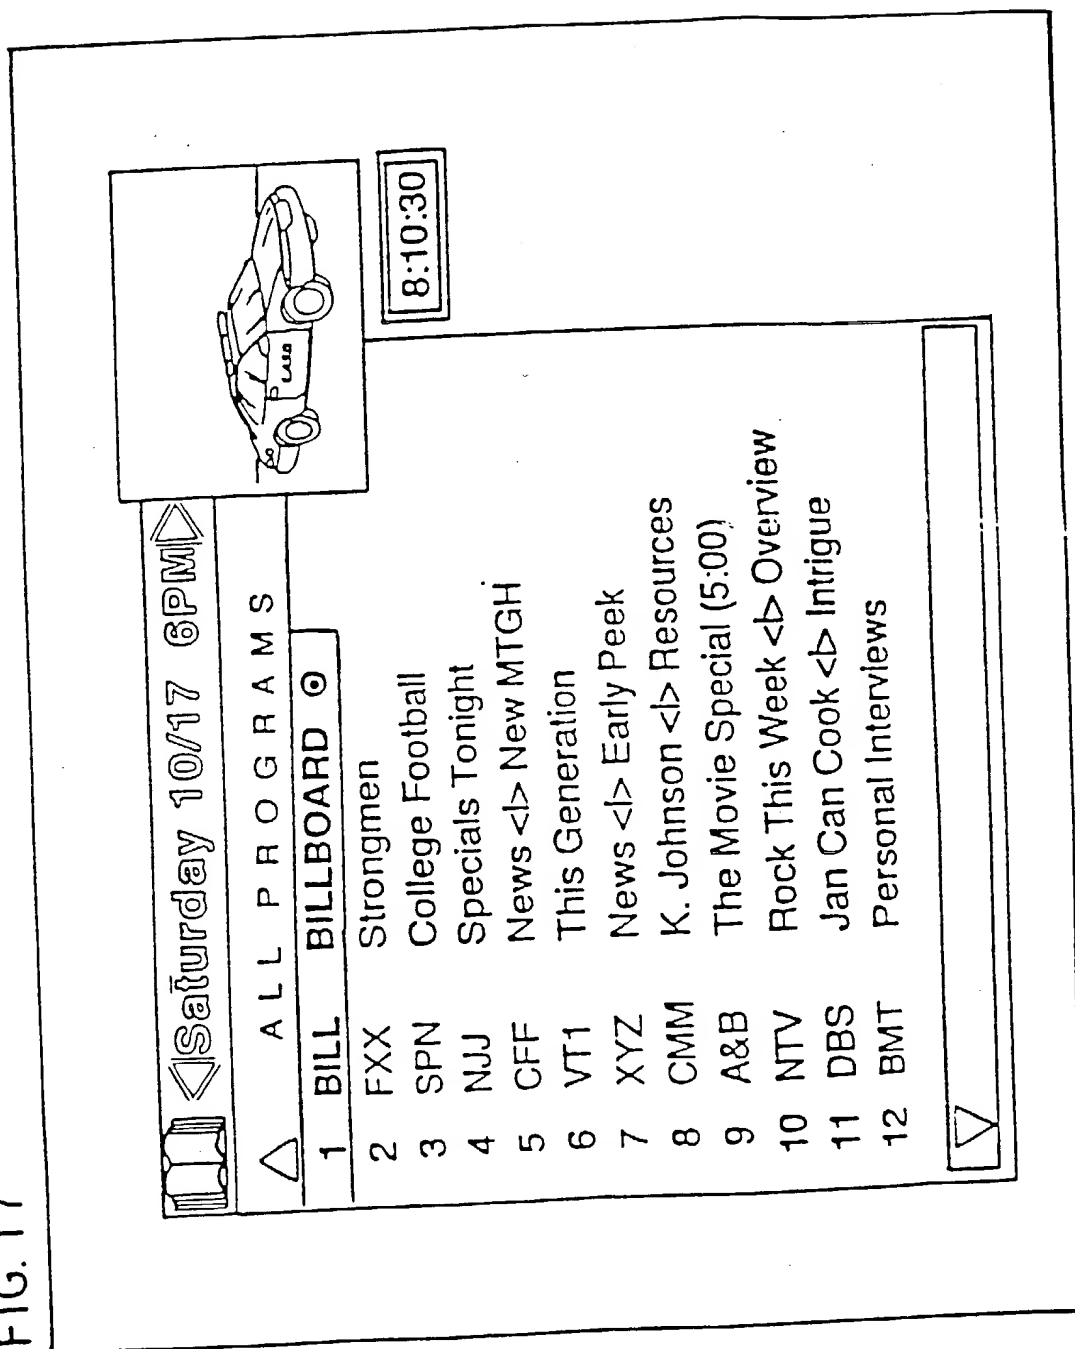 FIG. 17
Saturday 10/17 6PM
ALL PROGRAMS
8:10:30
1 BILL BILLBOARD
2 FXX Strongmen
3 SPN College Football
4 NJJ Specials Tonight
5 CFF News <|> New MTGH
6 VT1 This Generation
7 XYZ News <|> Early Peek
8 CMM K. Johnson <|> Resources
9 A&B The Movie Special (5:00)
10 NTV Rock This Week <|> Overview
11 DBS Jan Can Cook <|> Intrigue
12 BMT Personal Interviews